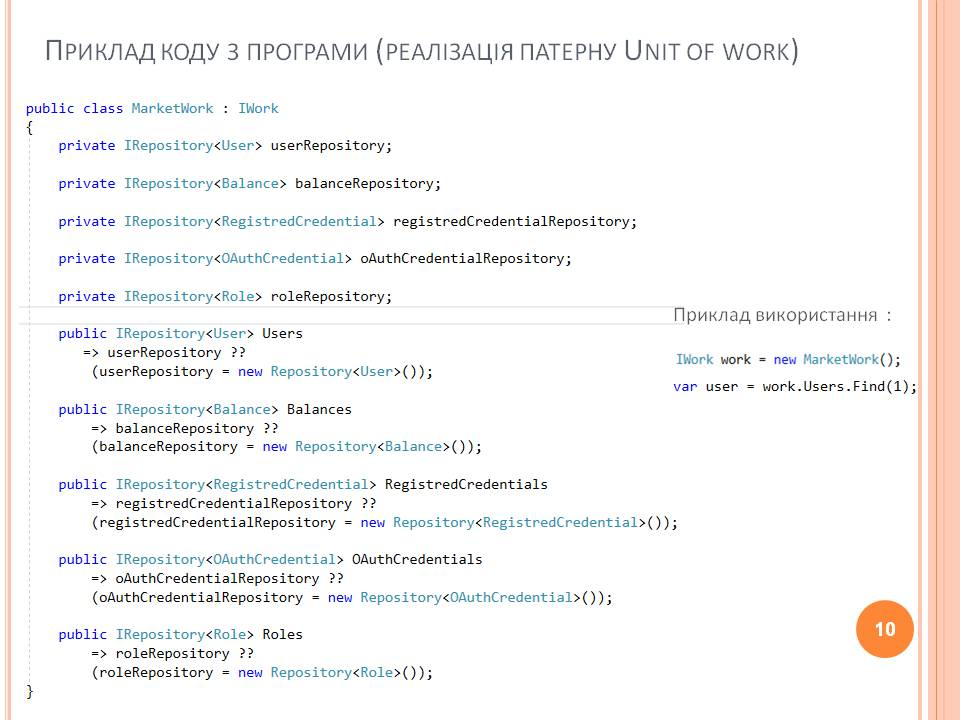 Приклад коду з програми (реалізація патерну Unit of work)
public class MarketWork : IWork
{
private IRepository<User> userRepository;
private IRepository<Balance> balanceRepository;
private IRepository<RegistredCredential> registredCredentialRepository;
private IRepository<OAuthCredential> oAuthCredentialRepository;
private IRepository<Role> roleRepository;
public IRepository<User> Users
=> userRepository ??
(userRepository = new Repository<User>());
public IRepository<Balance> Balances
=> balanceRepository ??
(balanceRepository = new Repository<Balance>());
public IRepository<RegistredCredential> RegistredCredentials
=> registredCredentialRepository ??
(registredCredentialRepository = new Repository<RegistredCredential>());
public IRepository<OAuthCredential> OAuthCredentials
=> oAuthCredentialRepository ??
(oAuthCredentialRepository = new Repository<OAuthCredential>());
public IRepository<Role> Roles
=> roleRepository ??
(roleRepository = new Repository<Role>());
}
Приклад використання :
IWork work = new MarketWork();
var user = work.Users.Find(1);
10